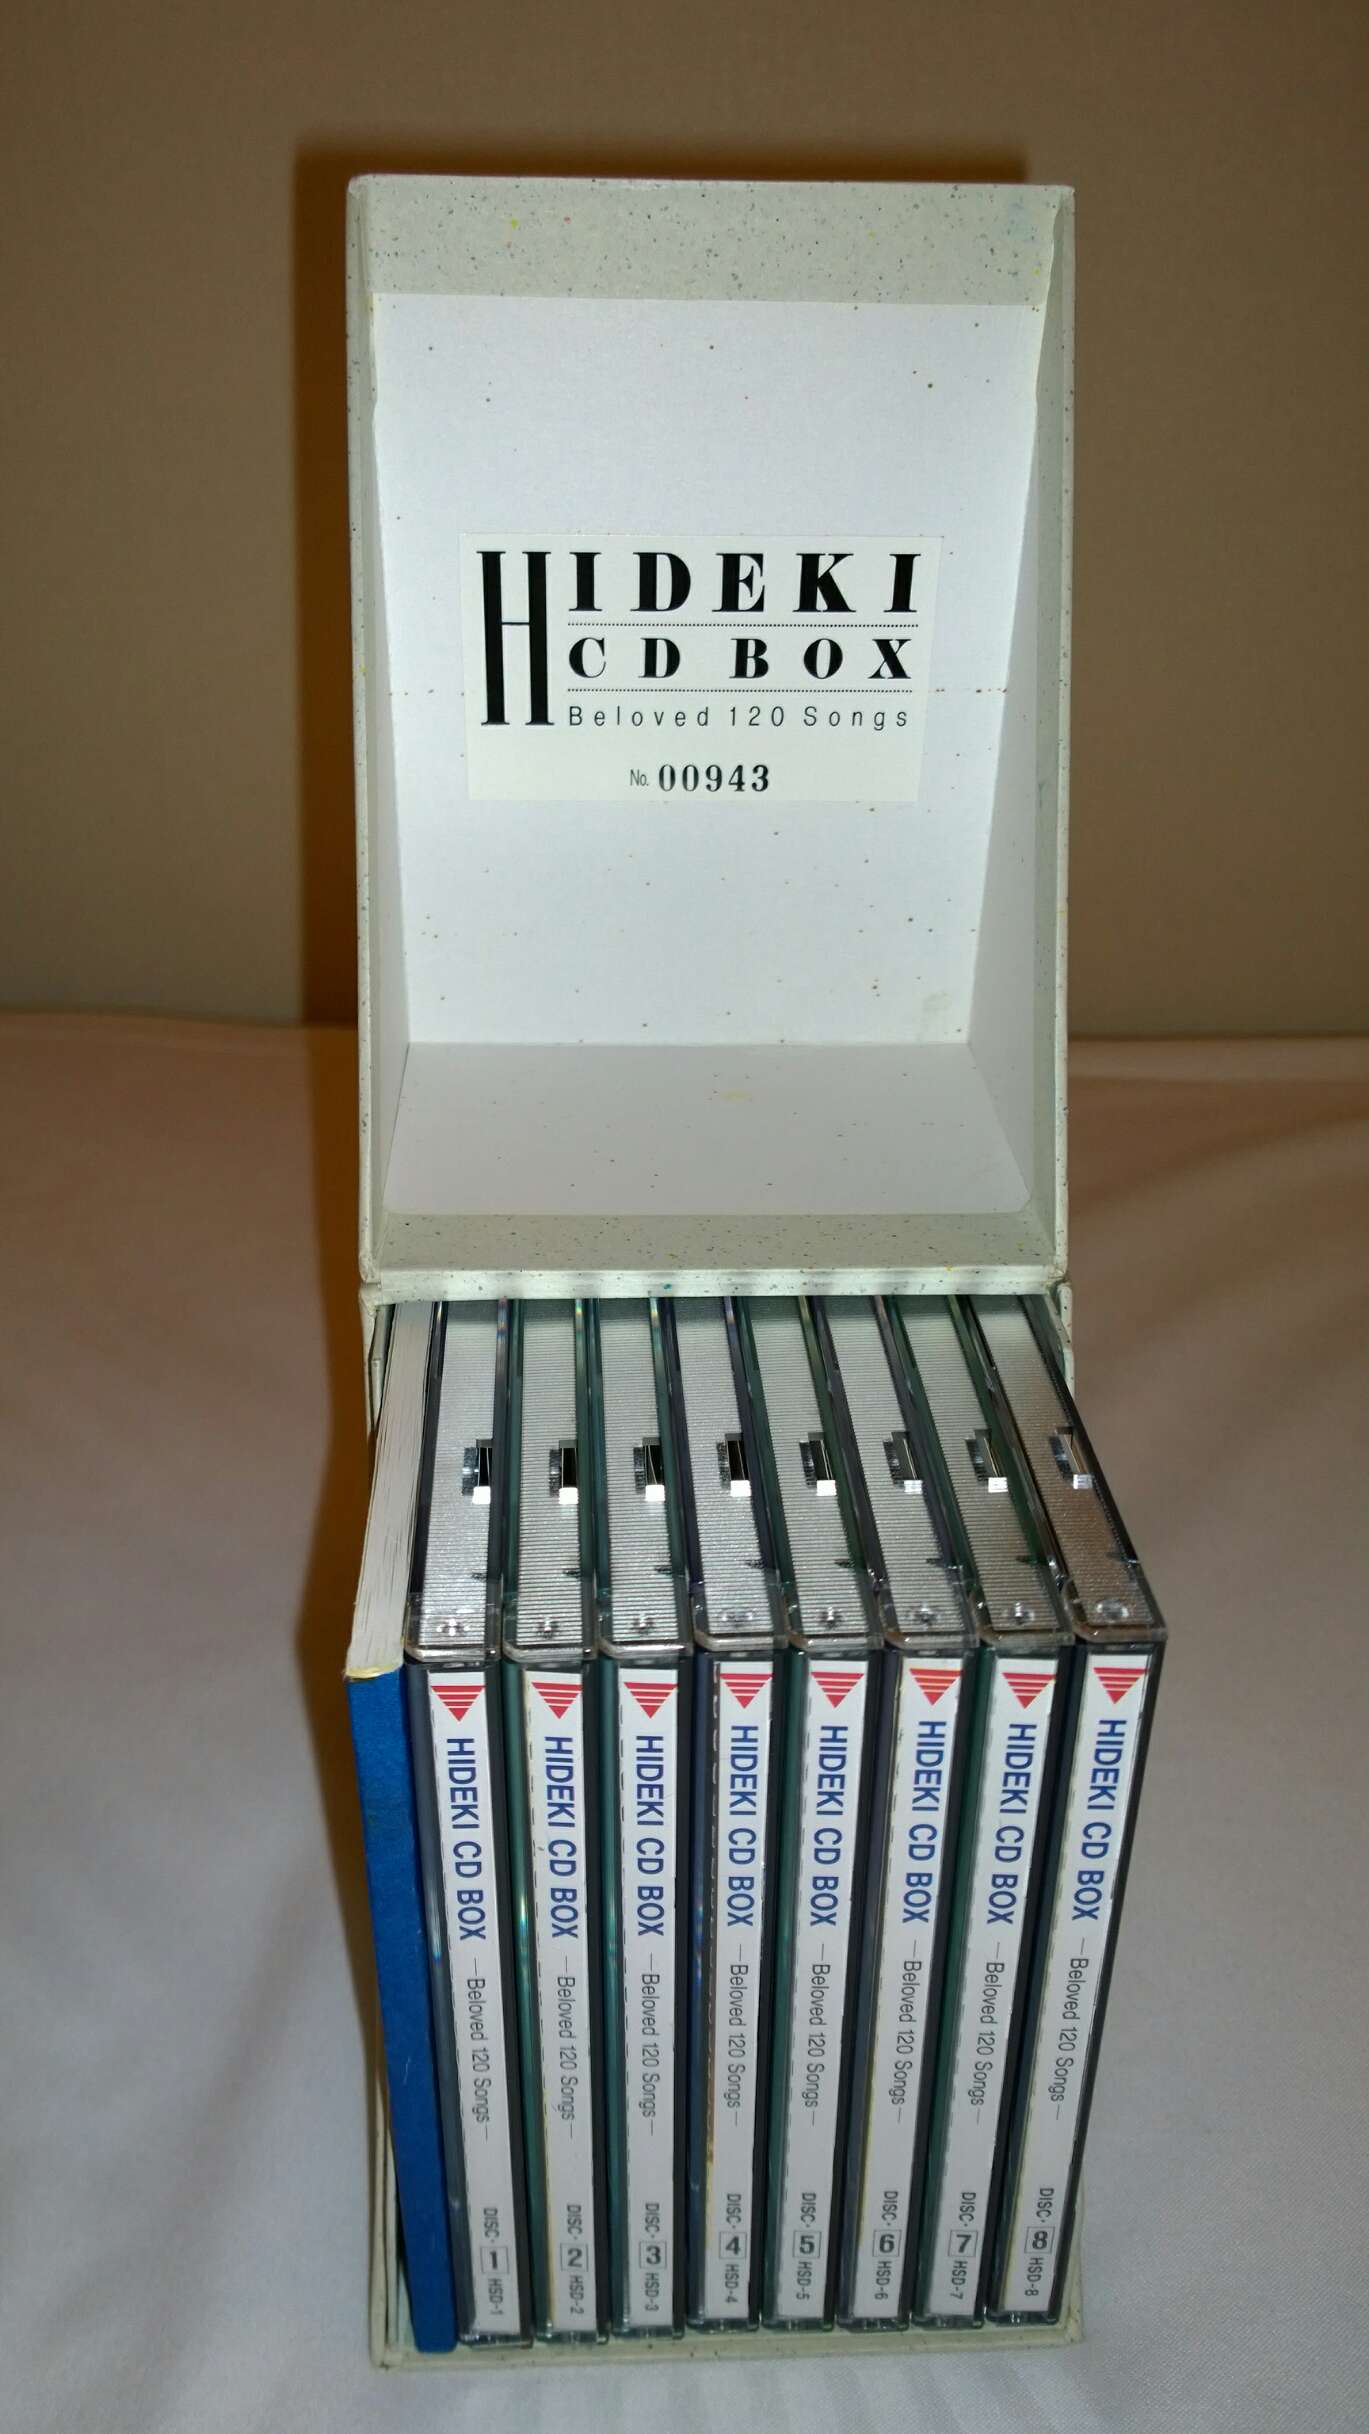 HIDEKI
CD BOX
Beloved 120 Songs
No. 00943
HIDEKI CD BOX —Beloved 120 Songs— DISC·1 HSD-1
HIDEKI CD BOX —Beloved 120 Songs— DISC·2 HSD-2
HIDEKI CD BOX —Beloved 120 Songs— DISC·3 HSD-3
HIDEKI CD BOX —Beloved 120 Songs— DISC·4 HSD-4
HIDEKI CD BOX —Beloved 120 Songs— DISC·5 HSD-5
HIDEKI CD BOX —Beloved 120 Songs— DISC·6 HSD-6
HIDEKI CD BOX —Beloved 120 Songs— DISC·7 HSD-7
HIDEKI CD BOX —Beloved 120 Songs— DISC·8 HSD-8